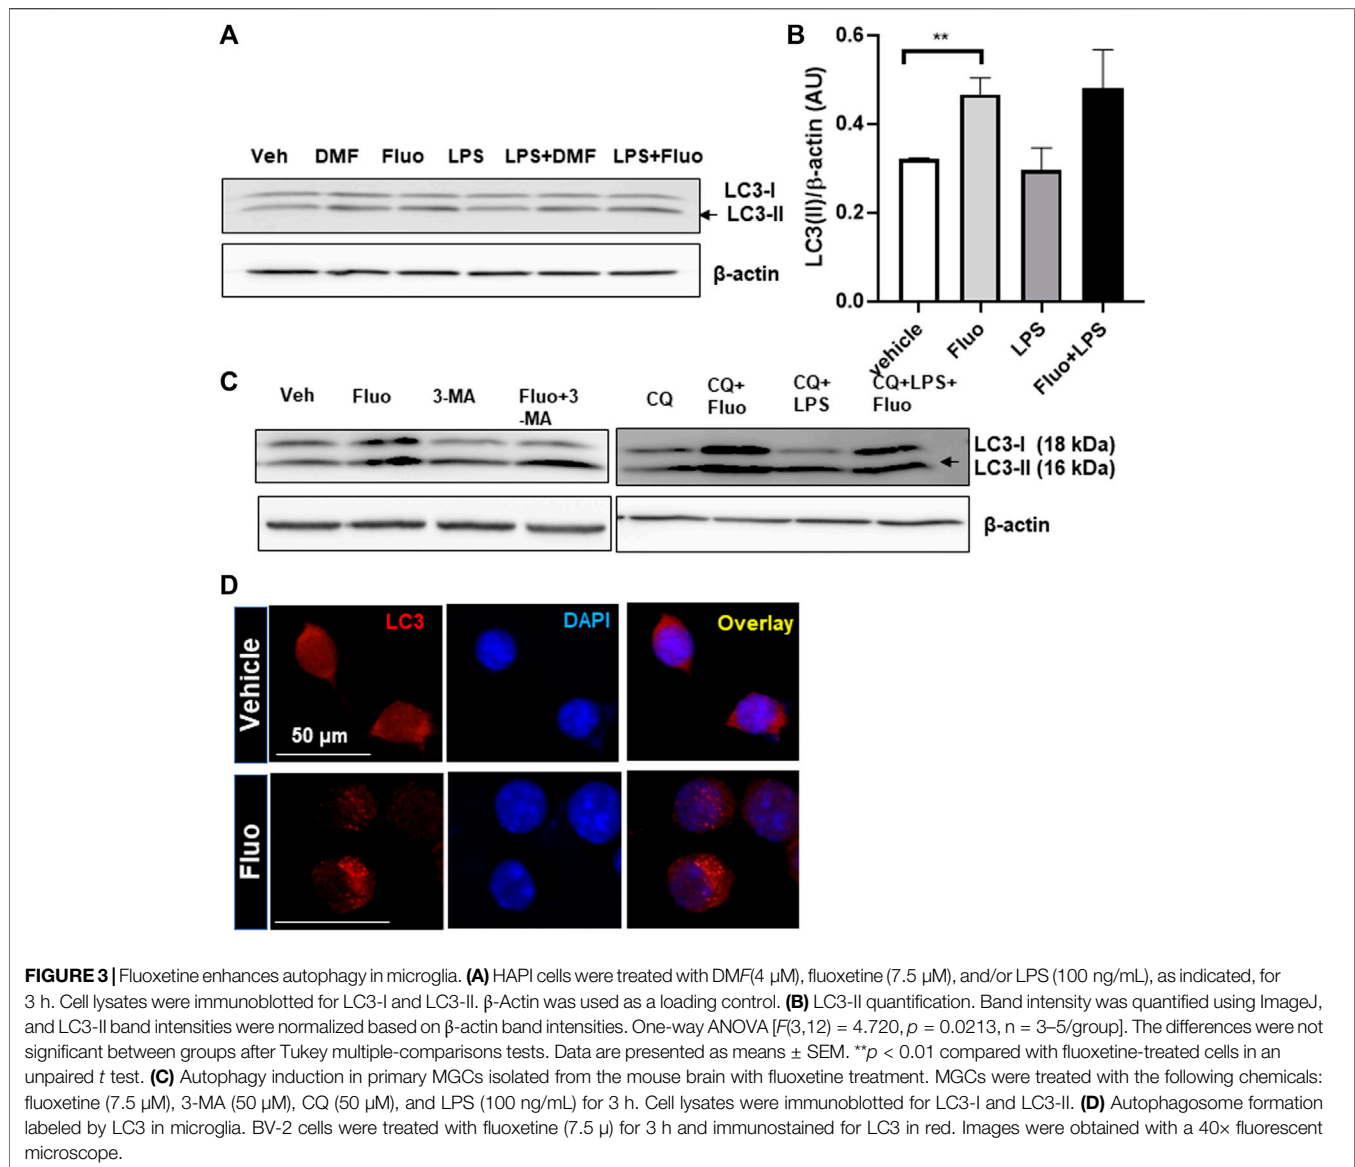 A
Veh DMF Fluo LPS LPS+DMF LPS+Fluo
LC3-I
LC3-II
β-actin
B
LC3(II)/β-actin (AU)
0.6
0.4
0.2
0.0
**
vehicle
Fluo
LPS
Fluo+LPS
C
Veh Fluo 3-MA Fluo+3
-MA
CQ CQ+
Fluo
CQ+
LPS
CQ+LPS+
Fluo
LC3-I (18 kDa)
LC3-II (16 kDa)
β-actin
D
Vehicle
LC3
DAPI
Overlay
50 μm
Fluo
FIGURE 3 | Fluoxetine enhances autophagy in microglia. (A) HAPI cells were treated with DMF(4 μM), fluoxetine (7.5 μM), and/or LPS (100 ng/mL), as indicated, for
3 h. Cell lysates were immunoblotted for LC3-I and LC3-II. β-Actin was used as a loading control. (B) LC3-II quantification. Band intensity was quantified using ImageJ,
and LC3-II band intensities were normalized based on β-actin band intensities. One-way ANOVA [F(3,12) = 4.720, p = 0.0213, n = 3–5/group]. The differences were not
significant between groups after Tukey multiple-comparisons tests. Data are presented as means ± SEM. **p < 0.01 compared with fluoxetine-treated cells in an
unpaired t test. (C) Autophagy induction in primary MGCs isolated from the mouse brain with fluoxetine treatment. MGCs were treated with the following chemicals:
fluoxetine (7.5 μM), 3-MA (50 μM), CQ (50 μM), and LPS (100 ng/mL) for 3 h. Cell lysates were immunoblotted for LC3-I and LC3-II. (D) Autophagosome formation
labeled by LC3 in microglia. BV-2 cells were treated with fluoxetine (7.5 μ) for 3 h and immunostained for LC3 in red. Images were obtained with a 40× fluorescent
microscope.